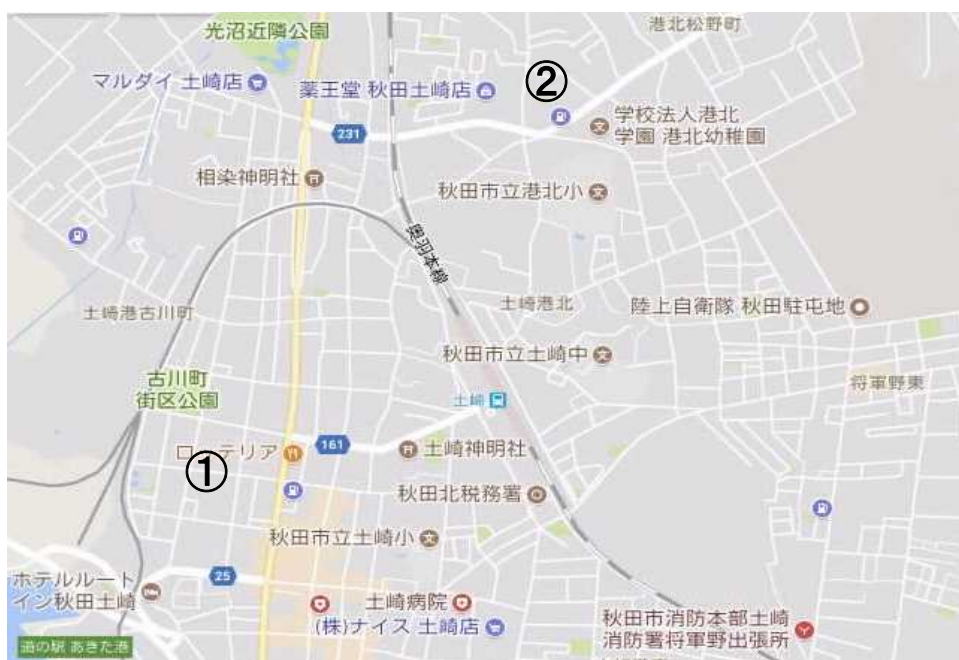 光沼近隣公園
港北松野町
マルダイ 土崎店
薬王堂 秋田土崎店
②
学校法人港北
学園 港北幼稚園
231
相染神明社
秋田市立港北小
奥羽本線
土崎港古川町
土崎港北
陸上自衛隊 秋田駐屯地
秋田市立土崎中
将軍野東
古川町
街区公園
土崎
161
土崎神明社
①
秋田北税務署
秋田市立土崎小
25
ホテルルート
イン秋田土崎
土崎病院
(株)ナイス 土崎店
秋田市消防本部土崎
消防署将軍野出張所
道の駅 あきた港